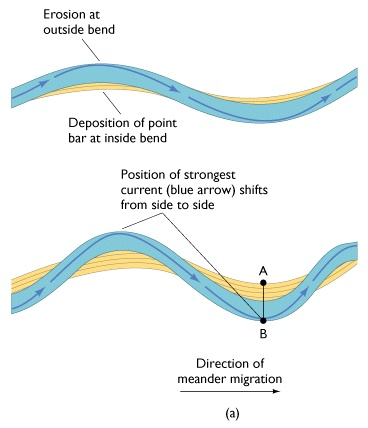 Erosion at
outside bend
Deposition of point
bar at inside bend
Position of strongest
current (blue arrow) shifts
from side to side
A
B
Direction of
meander migration
(a)